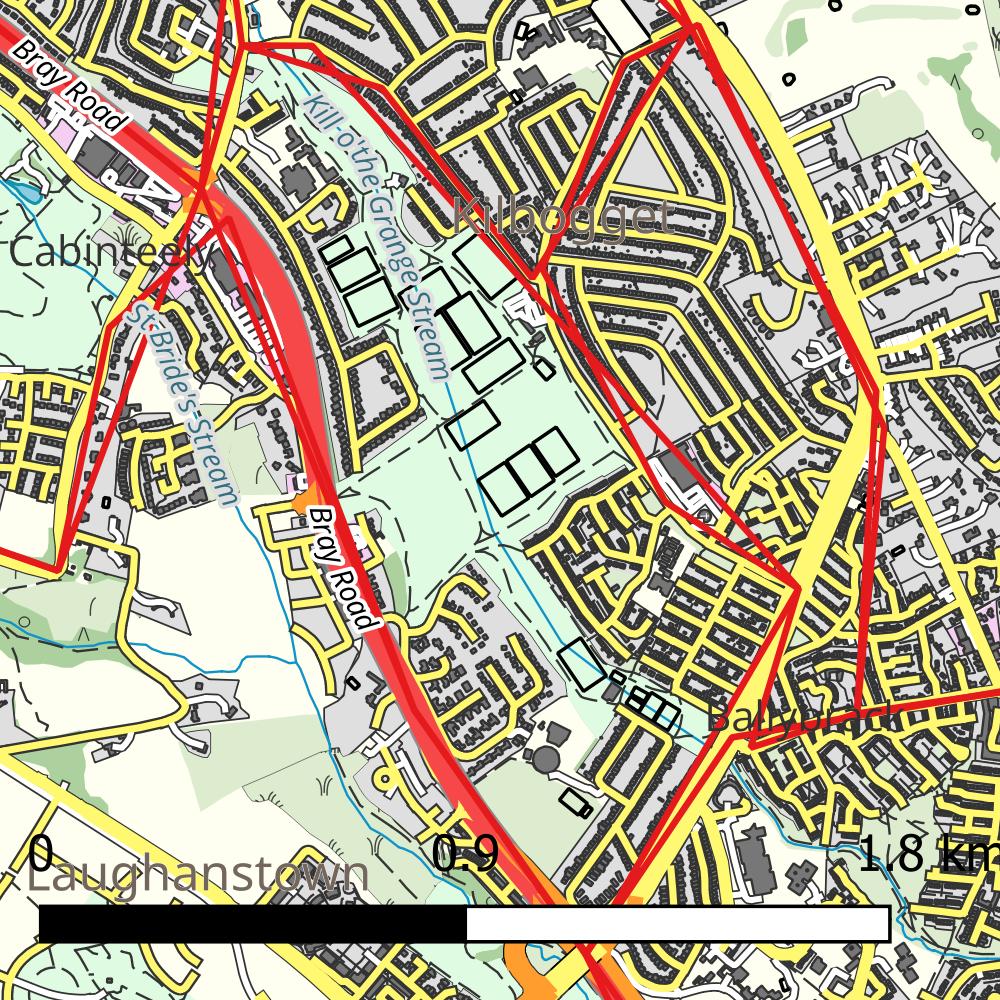 Bray Road
Kill-o'the-Grange-Stream
Kilbogget
Cabinteely
St-Bride's-Stream
Bray Road
Ballybrack
Laughanstown
0 0.9 1.8 km